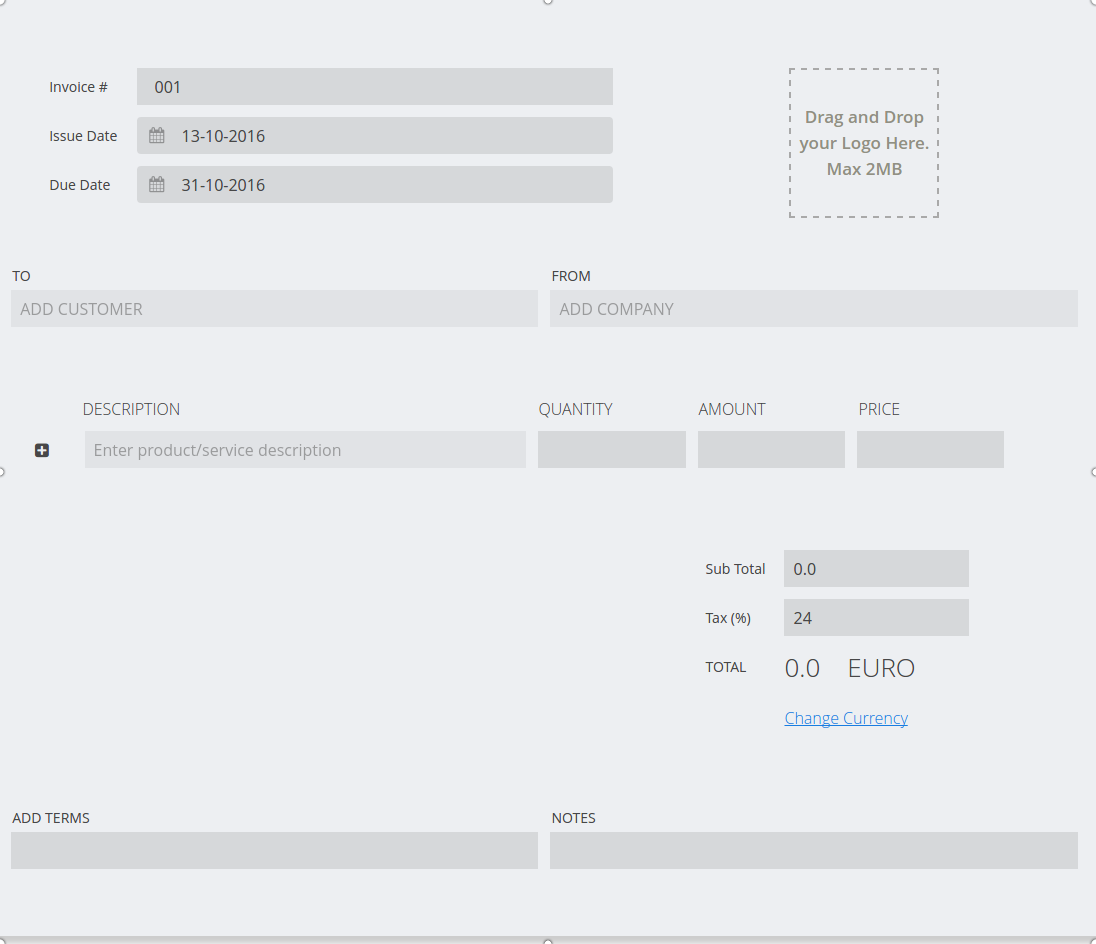 Invoice # 001
Issue Date 13-10-2016
Due Date 31-10-2016
Drag and Drop
your Logo Here.
Max 2MB
TO
FROM
ADD CUSTOMER
ADD COMPANY
DESCRIPTION QUANTITY AMOUNT PRICE
Enter product/service description
Sub Total 0.0
Tax (%) 24
TOTAL 0.0 EURO
Change Currency
ADD TERMS
NOTES